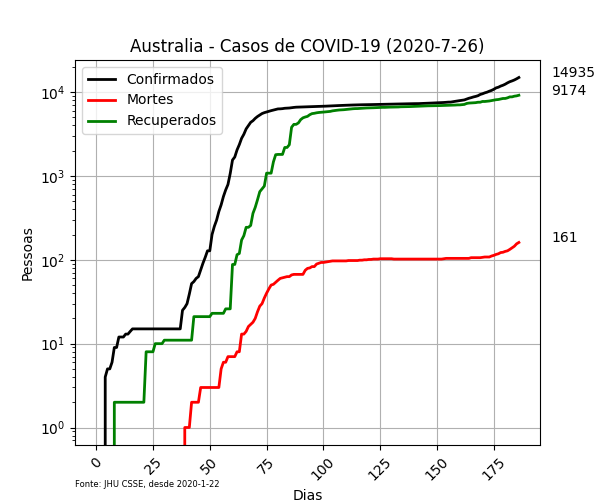 Australia - Casos de COVID-19 (2020-7-26)
Confirmados
Mortes
Recuperados
14935
9174
161
Pessoas
10⁴
10³
10²
10¹
10⁰
0
25
50
75
100
125
150
175
Fonte: JHU CSSE, desde 2020-1-22
Dias